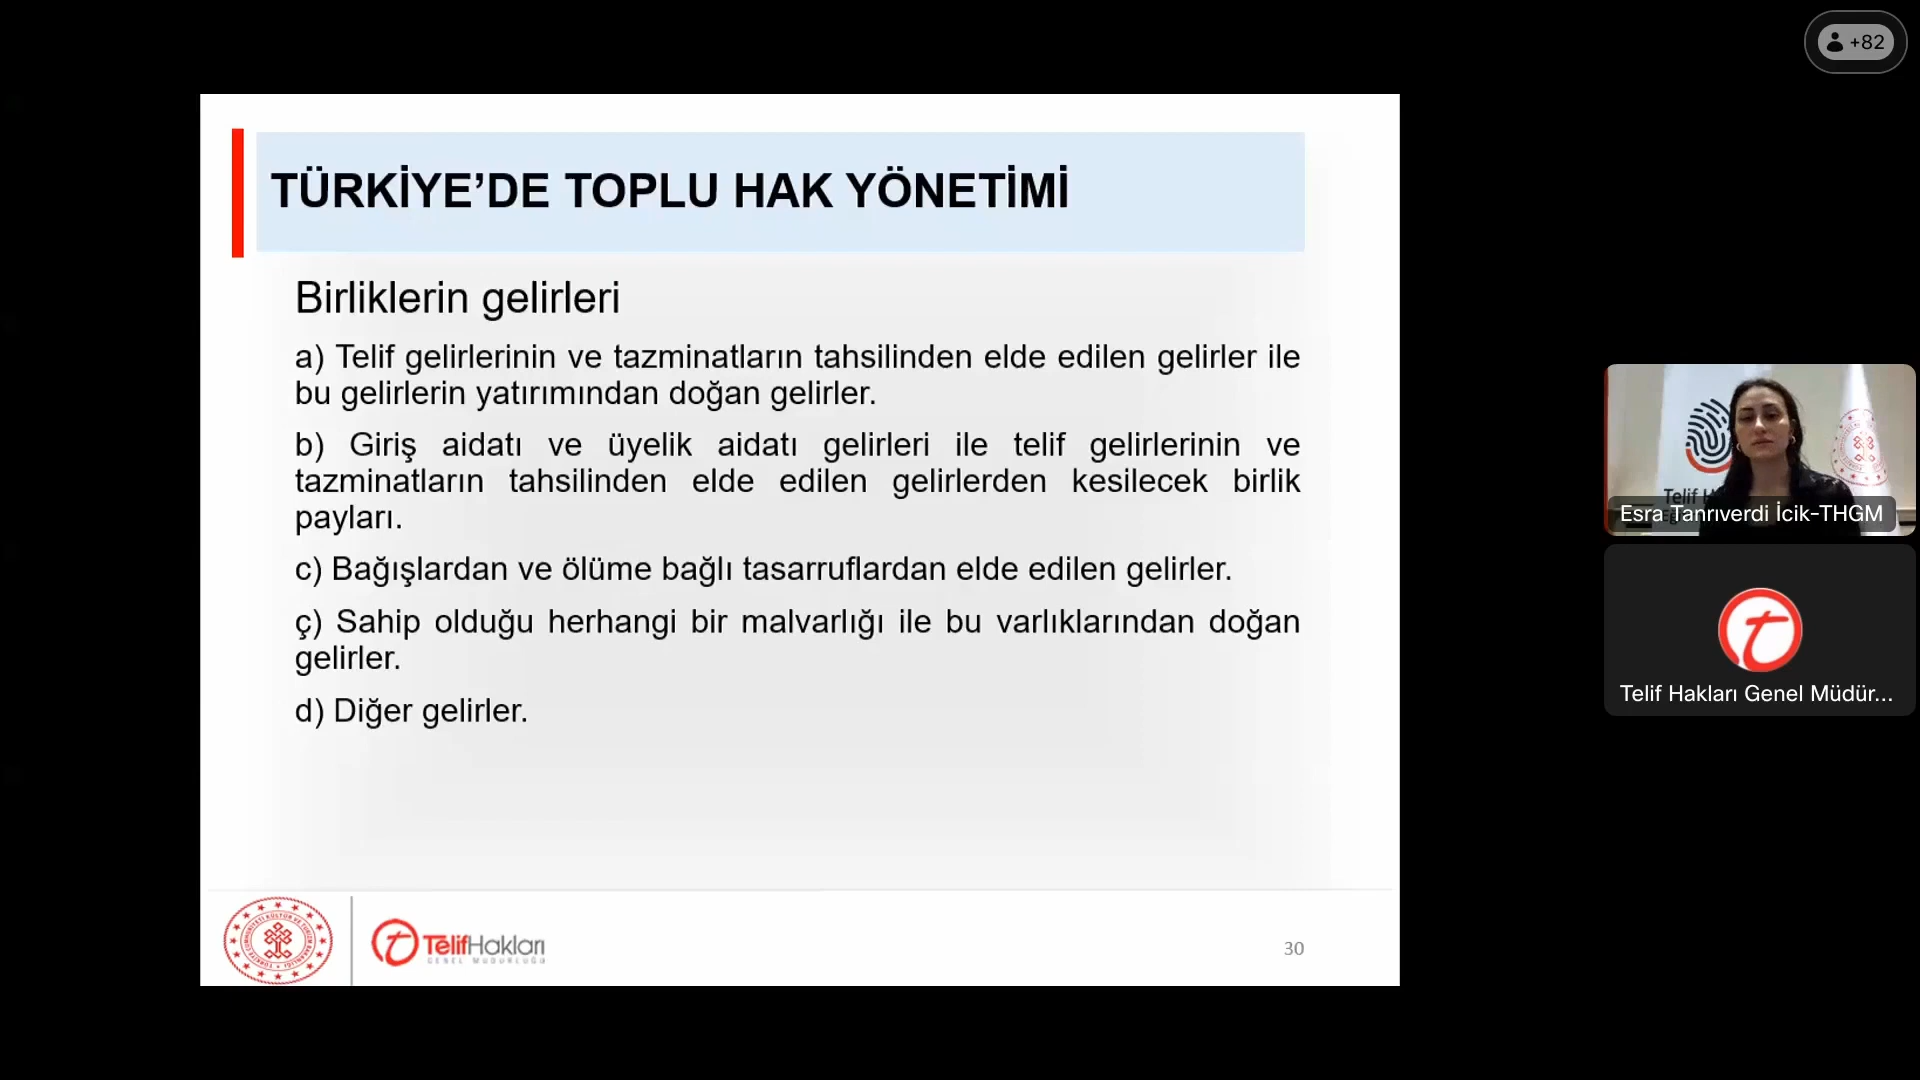 +82
TÜRKİYE’DE TOPLU HAK YÖNETİMİ
Birliklerin gelirleri
a) Telif gelirlerinin ve tazminatların tahsilinden elde edilen gelirler ile
bu gelirlerin yatırımından doğan gelirler.
b) Giriş aidatı ve üyelik aidatı gelirleri ile telif gelirlerinin ve
tazminatların tahsilinden elde edilen gelirlerden kesilecek birlik
payları.
c) Bağışlardan ve ölüme bağlı tasarruflardan elde edilen gelirler.
ç) Sahip olduğu herhangi bir malvarlığı ile bu varlıklarından doğan
gelirler.
d) Diğer gelirler.
TelifHakları
GENEL MÜDÜRLÜĞÜ
30
Telif
Esra Tanrıverdi İcik-THGM
Telif Hakları Genel Müdür...